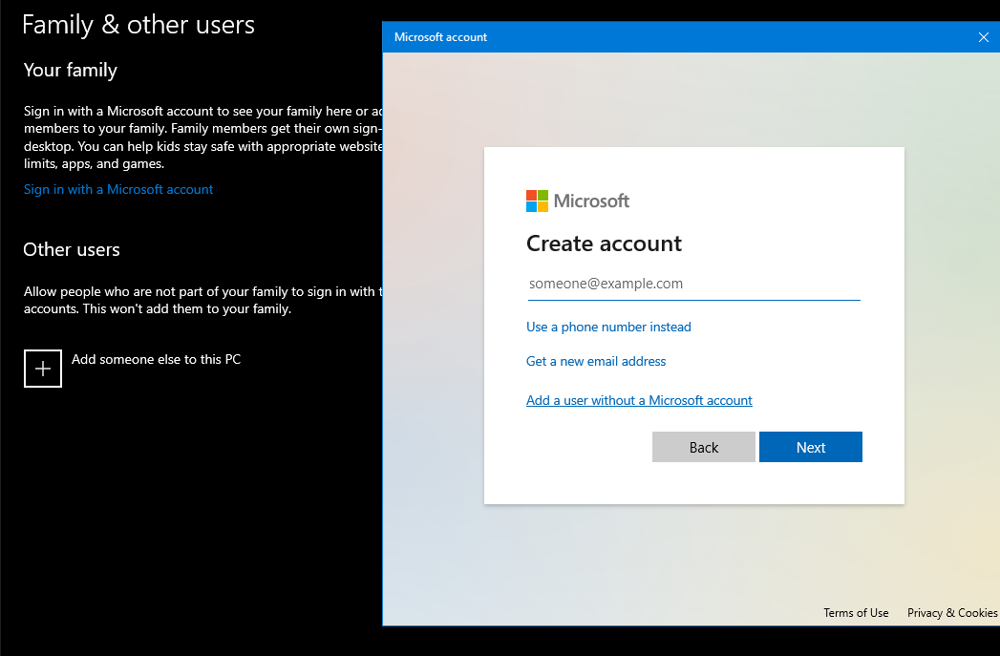 Family & other users
Your family
Sign in with a Microsoft account to see your family here or
members to your family. Family members get their own sign-
desktop. You can help kids stay safe with appropriate website
limits, apps, and games.
Sign in with a Microsoft account
Other users
Allow people who are not part of your family to sign in with
accounts. This won't add them to your family.
Add someone else to this PC
Microsoft account
Microsoft
Create account
someone@example.com
Use a phone number instead
Get a new email address
Add a user without a Microsoft account
Back
Next
Terms of Use
Privacy & Cookies